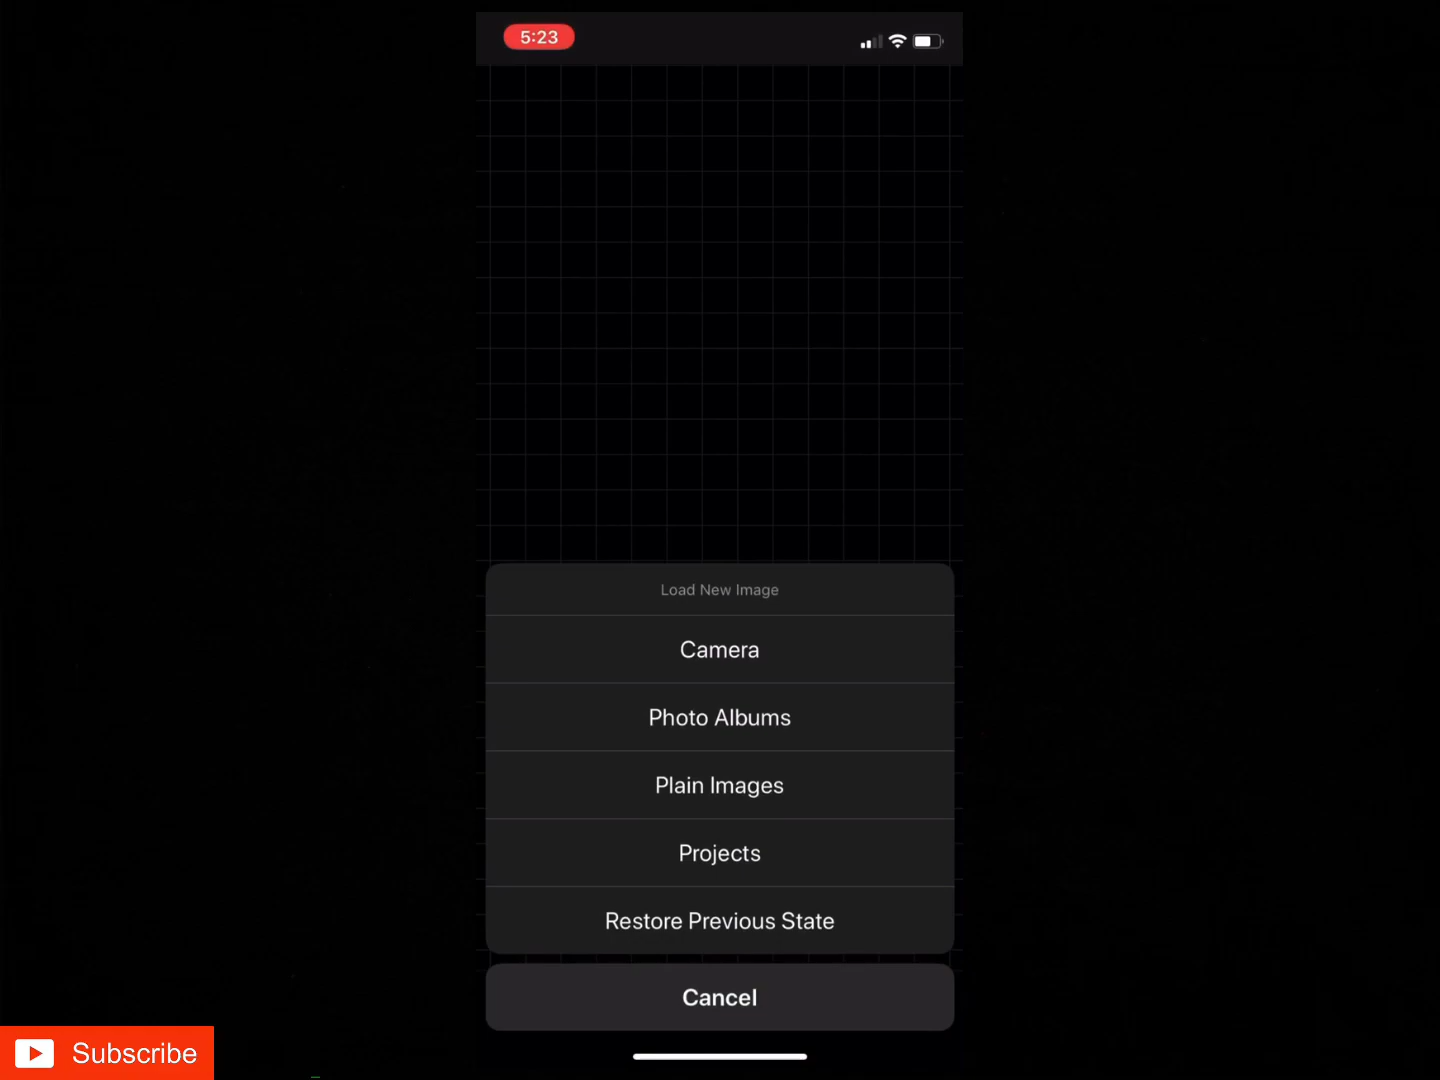 5:23
Load New Image
Camera
Photo Albums
Plain Images
Projects
Restore Previous State
Cancel
Subscribe